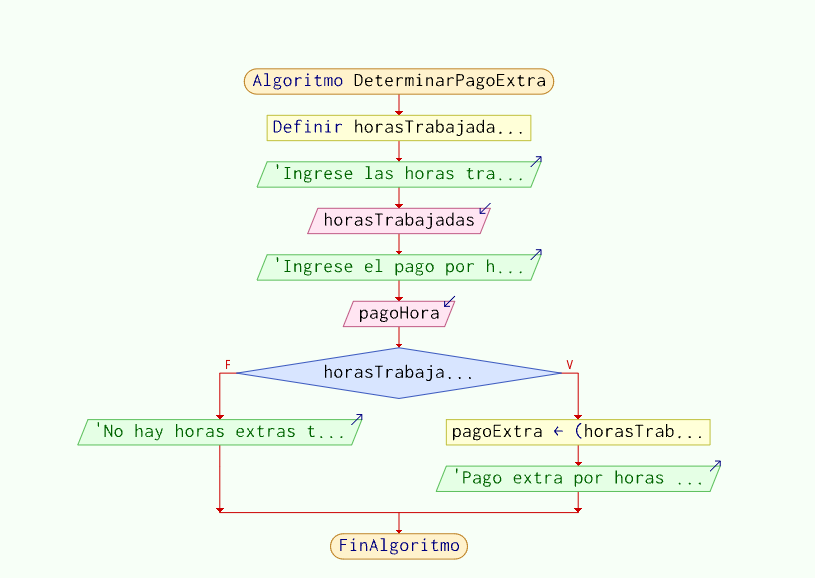 Algoritmo DeterminarPagoExtra
Definir horasTrabajada...
'Ingrese las horas tra...
horasTrabajadas
'Ingrese el pago por h...
pagoHora
F
V
horasTrabaja...
'No hay horas extras t...
pagoExtra ← (horasTrab...
'Pago extra por horas ...
FinAlgoritmo